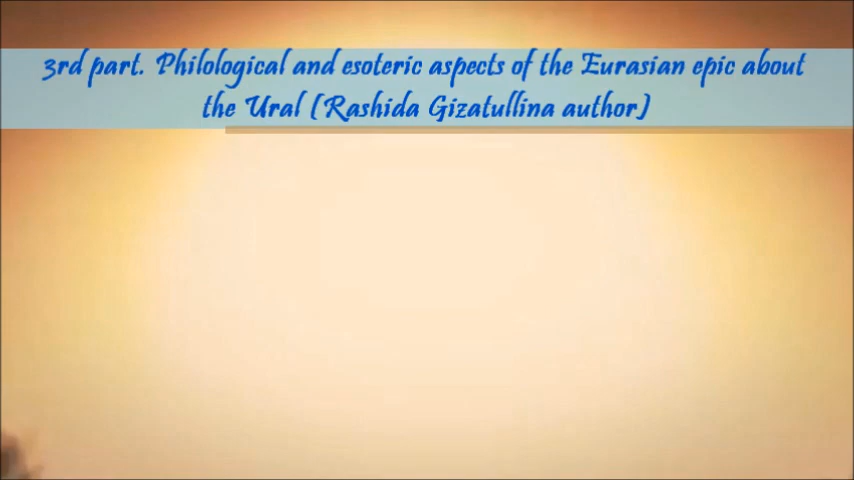 3rd part. Philological and esoteric aspects of the Eurasian epic about
the Ural (Rashida Gizatullina author)